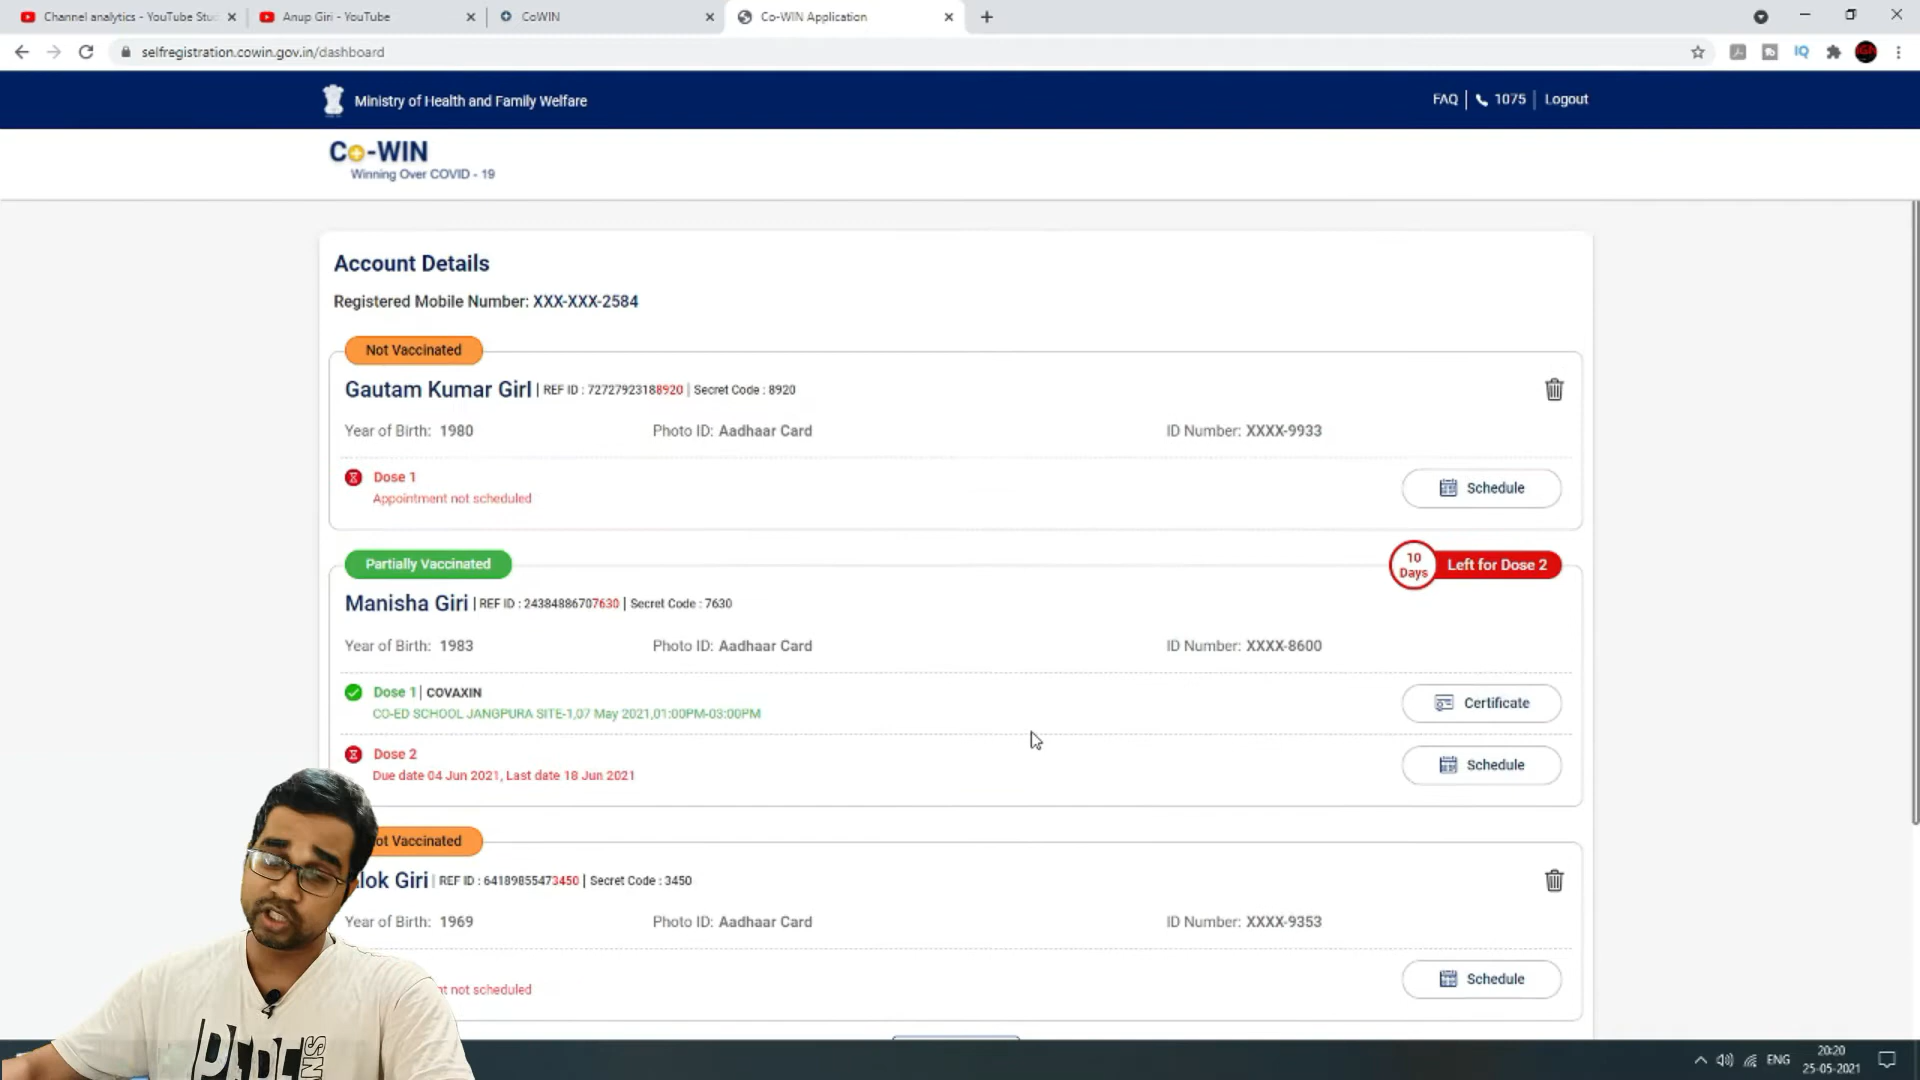 Channel analytics - YouTube Stu
Anup Giri - YouTube
CoWIN
Co-WIN Application
selfregistration.cowin.gov.in/dashboard
Ministry of Health and Family Welfare
FAQ | 1075 | Logout
Co-WIN
Winning Over COVID - 19
Account Details
Registered Mobile Number: XXX-XXX-2584
Not Vaccinated
Gautam Kumar Girl | REF ID : 72727923188920 | Secret Code : 8920
Year of Birth: 1980 Photo ID: Aadhaar Card ID Number: XXXX-9933
Dose 1
Appointment not scheduled
Schedule
Partially Vaccinated
10 Days Left for Dose 2
Manisha Giri | REF ID : 24384886707630 | Secret Code : 7630
Year of Birth: 1983 Photo ID: Aadhaar Card ID Number: XXXX-8600
Dose 1 | COVAXIN
CO-ED SCHOOL JANGPURA SITE-1,07 May 2021,01:00PM-03:00PM
Certificate
Dose 2
Due date 04 Jun 2021, Last date 18 Jun 2021
Schedule
ot Vaccinated
lok Giri | REF ID : 64189855473450 | Secret Code : 3450
Year of Birth: 1969 Photo ID: Aadhaar Card ID Number: XXXX-9353
t not scheduled
Schedule
ENG
20:20
25-05-2021